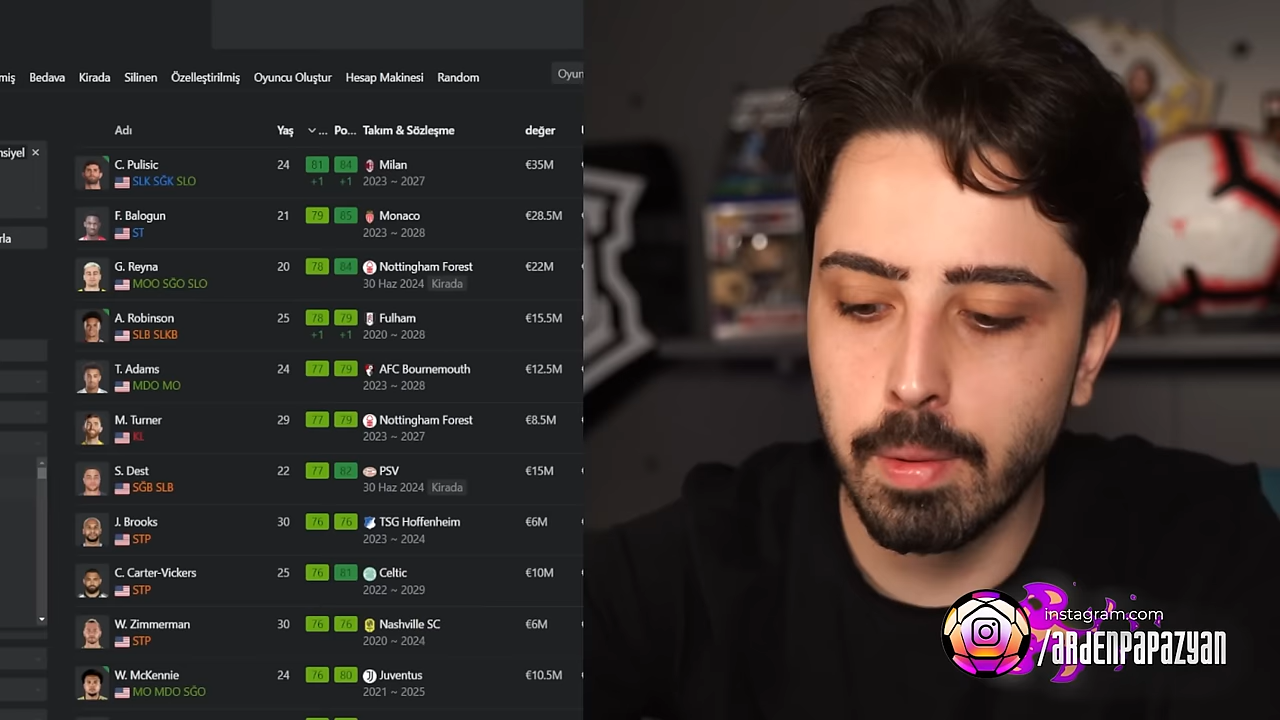 miş Bedava Kirada Silinen Özelleştirilmiş Oyuncu Oluştur Hesap Makinesi Random
Oyun
nsiyel ×
rla
Adı Yaş ... Po... Takım & Sözleşme değer
C. Pulisic 24 81 84 Milan €35M
SLK SĞK SLO +1 +1 2023 ~ 2027
F. Balogun 21 79 85 Monaco €28.5M
ST 2023 ~ 2028
G. Reyna 20 78 84 Nottingham Forest €22M
MOO SĞO SLO 30 Haz 2024 Kirada
A. Robinson 25 78 79 Fulham €15.5M
SLB SLKB +1 +1 2020 ~ 2028
T. Adams 24 77 79 AFC Bournemouth €12.5M
MDO MO 2023 ~ 2028
M. Turner 29 77 79 Nottingham Forest €8.5M
KL 2023 ~ 2027
S. Dest 22 77 82 PSV €15M
SĞB SLB 30 Haz 2024 Kirada
J. Brooks 30 76 76 TSG Hoffenheim €6M
STP 2023 ~ 2024
C. Carter-Vickers 25 76 81 Celtic €10M
STP 2022 ~ 2029
W. Zimmerman 30 76 76 Nashville SC €6M
STP 2020 ~ 2024
W. McKennie 24 76 80 Juventus €10.5M
MO MDO SĞO 2021 ~ 2025
instagram.com
/ARDENPAPAZYAN